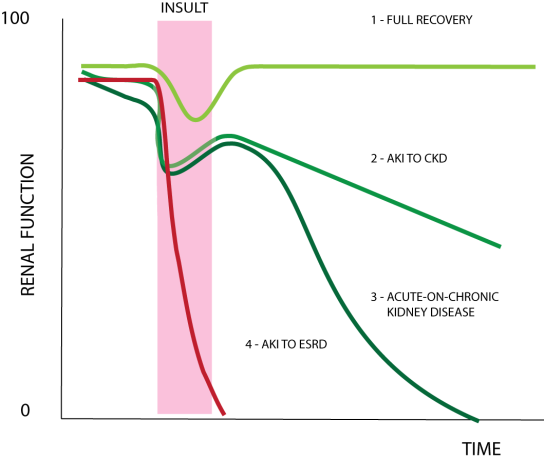 INSULT
100
1 - FULL RECOVERY
2 - AKI TO CKD
RENAL FUNCTION
3 - ACUTE-ON-CHRONIC
KIDNEY DISEASE
4 - AKI TO ESRD
0
TIME